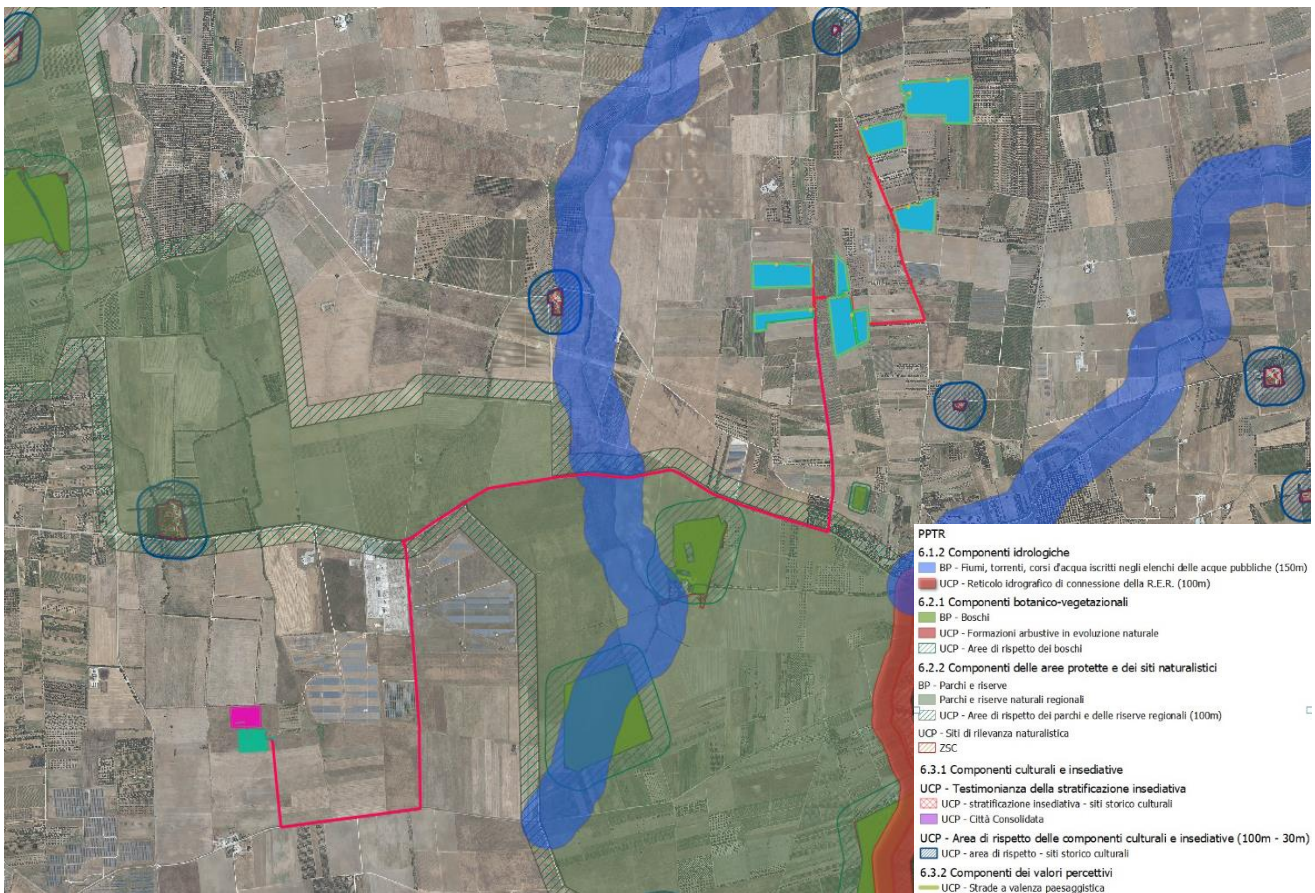 PPTR
6.1.2 Componenti idrologiche
BP - Fiumi, torrenti, corsi d'acqua iscritti negli elenchi delle acque pubbliche (150m)
UCP - Reticolo idrografico di connessione della R.E.R. (100m)
6.2.1 Componenti botanico-vegetazionali
BP - Boschi
UCP - Formazioni arbustive in evoluzione naturale
UCP - Aree di rispetto dei boschi
6.2.2 Componenti delle aree protette e dei siti naturalistici
BP - Parchi e riserve
Parchi e riserve naturali regionali
UCP - Aree di rispetto dei parchi e delle riserve regionali (100m)
UCP - Siti di rilevanza naturalistica
ZSC
6.3.1 Componenti culturali e insediative
UCP - Testimonianza della stratificazione insediativa
UCP - stratificazione insediativa - siti storico culturali
UCP - Città Consolidata
UCP - Area di rispetto delle componenti culturali e insediative (100m - 30m)
UCP - area di rispetto - siti storico culturali
6.3.2 Componenti dei valori percettivi
UCP - Strade a valenza paesaggistica